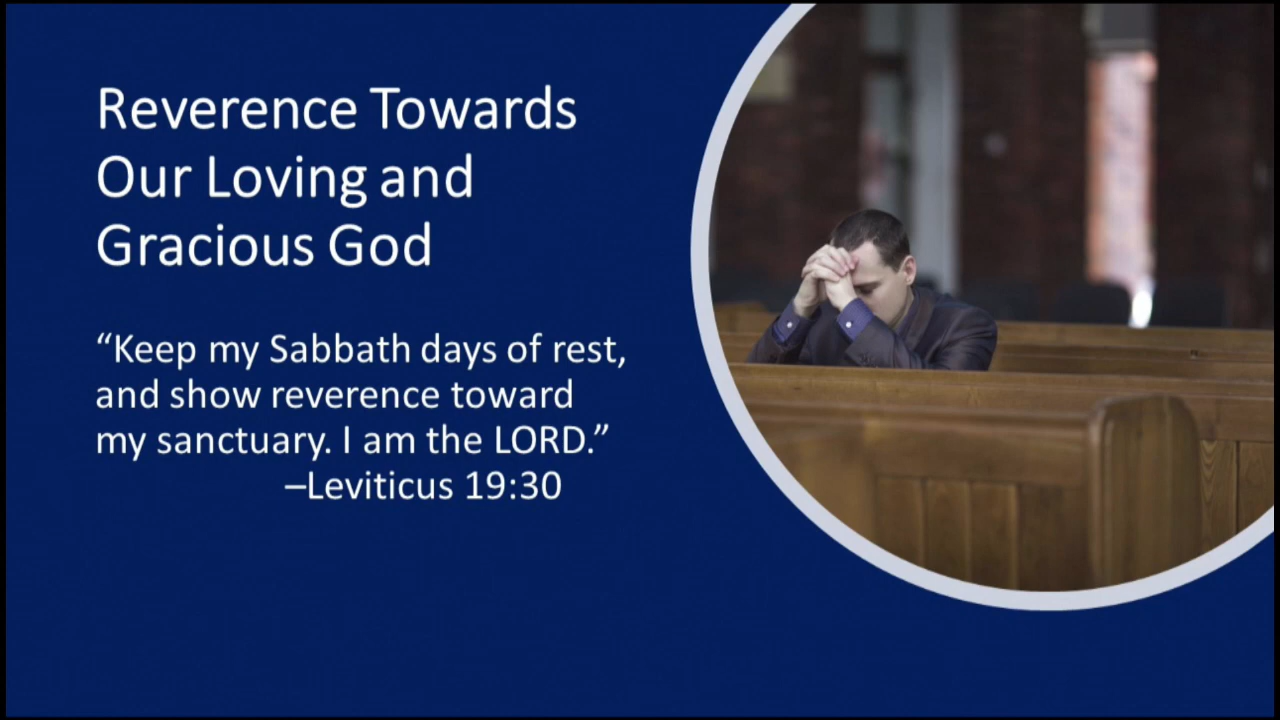 Reverence Towards
Our Loving and
Gracious God
“Keep my Sabbath days of rest,
and show reverence toward
my sanctuary. I am the LORD.”
–Leviticus 19:30